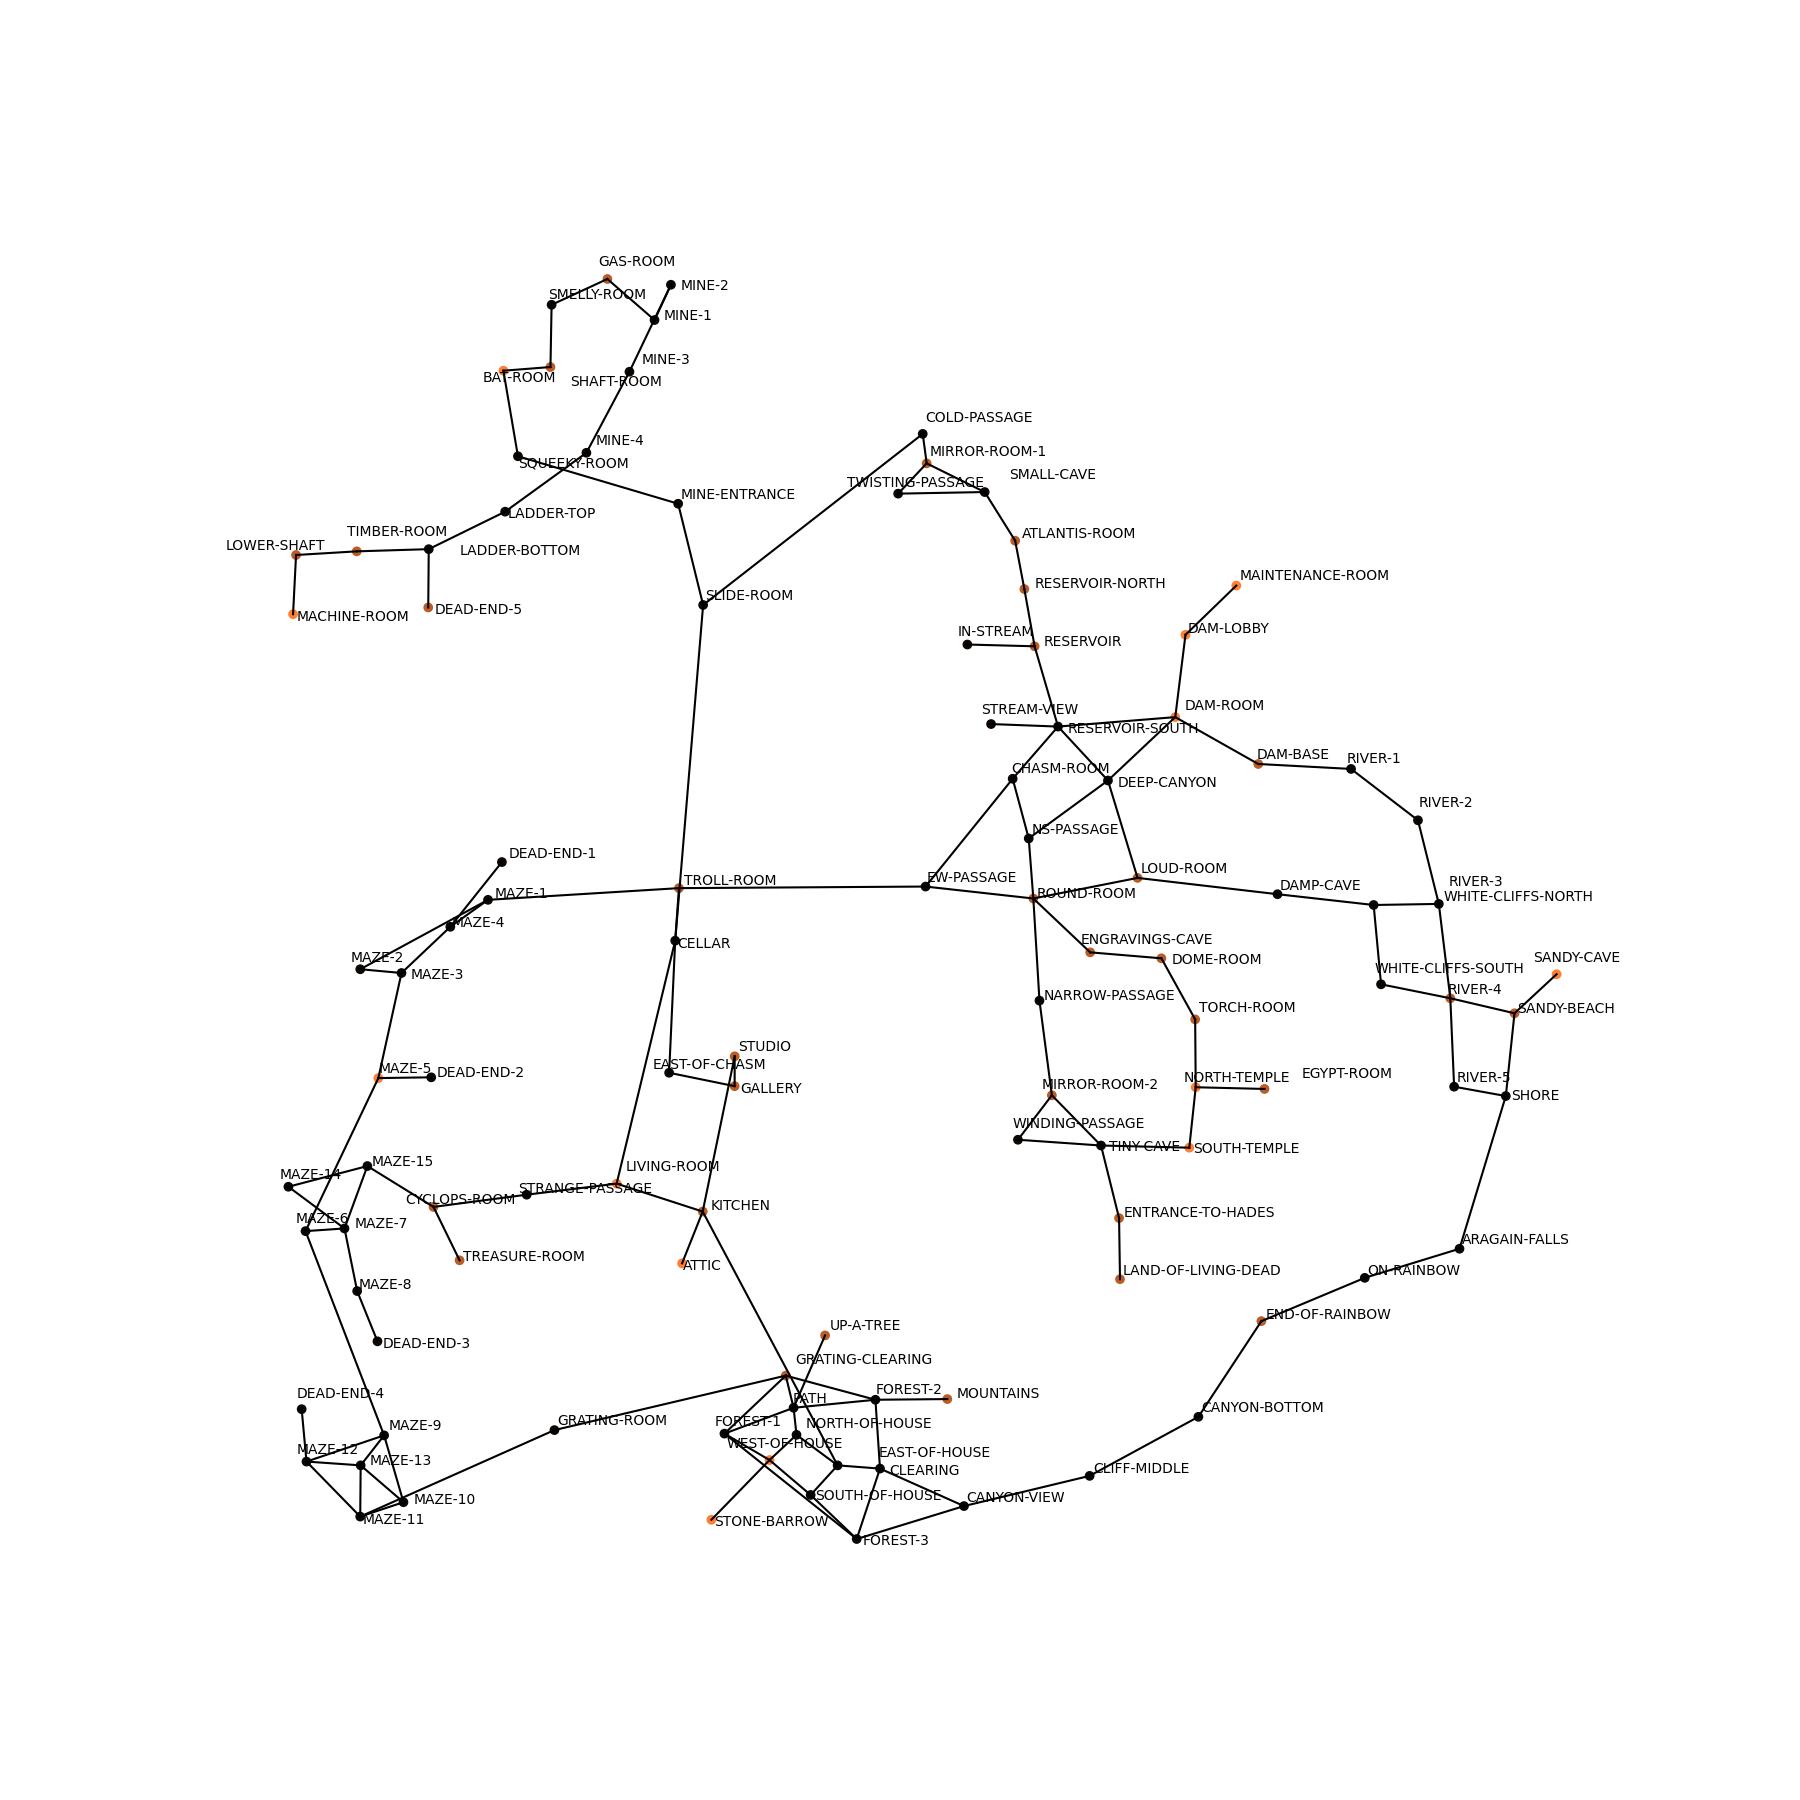 GAS-ROOM
MINE-2
SMELLY-ROOM
MINE-1
MINE-3
BAT-ROOM
SHAFT-ROOM
COLD-PASSAGE
MINE-4
MIRROR-ROOM-1
SQUEEKY-ROOM
SMALL-CAVE
TWISTING-PASSAGE
MINE-ENTRANCE
LADDER-TOP
TIMBER-ROOM
ATLANTIS-ROOM
LOWER-SHAFT
LADDER-BOTTOM
MAINTENANCE-ROOM
RESERVOIR-NORTH
SLIDE-ROOM
DEAD-END-5
MACHINE-ROOM
DAM-LOBBY
IN-STREAM
RESERVOIR
DAM-ROOM
STREAM-VIEW
RESERVOIR-SOUTH
DAM-BASE
RIVER-1
CHASM-ROOM
DEEP-CANYON
RIVER-2
NS-PASSAGE
DEAD-END-1
LOUD-ROOM
EW-PASSAGE
TROLL-ROOM
RIVER-3
DAMP-CAVE
MAZE-1
ROUND-ROOM
WHITE-CLIFFS-NORTH
MAZE-4
ENGRAVINGS-CAVE
CELLAR
MAZE-2
DOME-ROOM
SANDY-CAVE
WHITE-CLIFFS-SOUTH
MAZE-3
RIVER-4
NARROW-PASSAGE
TORCH-ROOM
SANDY-BEACH
STUDIO
EAST-OF-CHASM
MAZE-5
DEAD-END-2
EGYPT-ROOM
NORTH-TEMPLE
RIVER-5
MIRROR-ROOM-2
GALLERY
SHORE
WINDING-PASSAGE
TINY-CAVE
SOUTH-TEMPLE
MAZE-15
LIVING-ROOM
MAZE-14
STRANGE-PASSAGE
CYCLOPS-ROOM
KITCHEN
ENTRANCE-TO-HADES
MAZE-6
MAZE-7
ARAGAIN-FALLS
TREASURE-ROOM
ATTIC
LAND-OF-LIVING-DEAD
ON-RAINBOW
MAZE-8
END-OF-RAINBOW
UP-A-TREE
DEAD-END-3
GRATING-CLEARING
FOREST-2
MOUNTAINS
DEAD-END-4
PATH
CANYON-BOTTOM
GRATING-ROOM
FOREST-1
NORTH-OF-HOUSE
MAZE-9
WEST-OF-HOUSE
MAZE-12
EAST-OF-HOUSE
MAZE-13
CLEARING
CLIFF-MIDDLE
SOUTH-OF-HOUSE
CANYON-VIEW
MAZE-10
MAZE-11
STONE-BARROW
FOREST-3